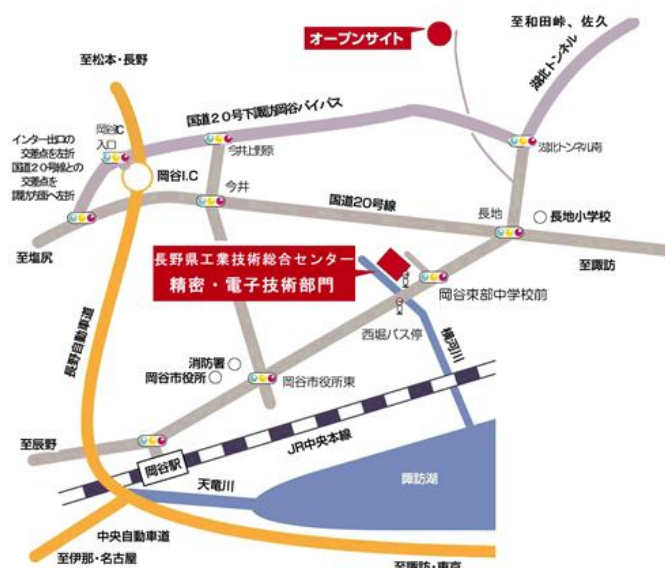 至和田峠、佐久
オープンサイト
湖北トンネル
至松本・長野
国道20号下諏訪岡谷バイパス
インター出口の
交差点を左折
国道20号線との
交差点を
諏訪方面へ左折
岡谷IC
入口
今井上野原
湖北トンネル南
岡谷I.C
今井
国道20号線
長地
長地小学校
至塩尻
長野県工業技術総合センター
精密・電子技術部門
至諏訪
岡谷東部中学校前
長野自動車道
西堀バス停
横河川
消防署
岡谷市役所
岡谷市役所東
至辰野
JR中央本線
岡谷駅
天竜川
諏訪湖
中央自動車道
至伊那・名古屋
至諏訪・東京